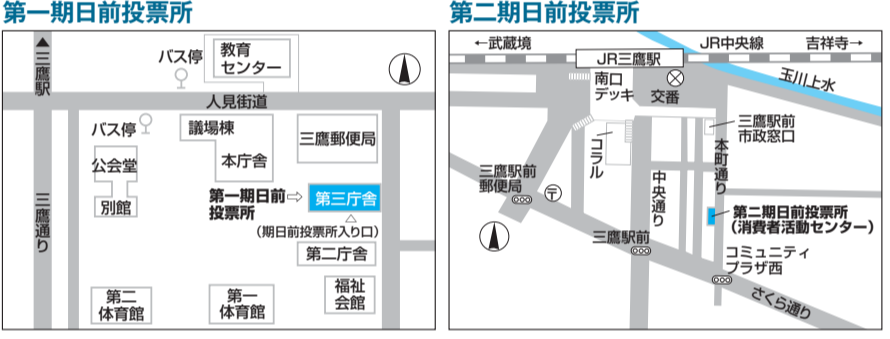 第一期日前投票所
▲三鷹駅
バス停
教育
センター
人見街道
バス停
議場棟
本庁舎
三鷹郵便局
公会堂
別館
三鷹通り
第一期日前
投票所
⇨
第三庁舎
△
(期日前投票所入り口)
第二庁舎
福祉
会館
第二
体育館
第一
体育館
第二期日前投票所
←武蔵境
JR中央線
吉祥寺→
JR三鷹駅
玉川上水
南口
デッキ
交番
三鷹駅前
市政窓口
コラル
本町通り
三鷹駅前
郵便局
〒
中央通り
第二期日前投票所
(消費者活動センター)
三鷹駅前
コミュニティ
プラザ西
さくら通り